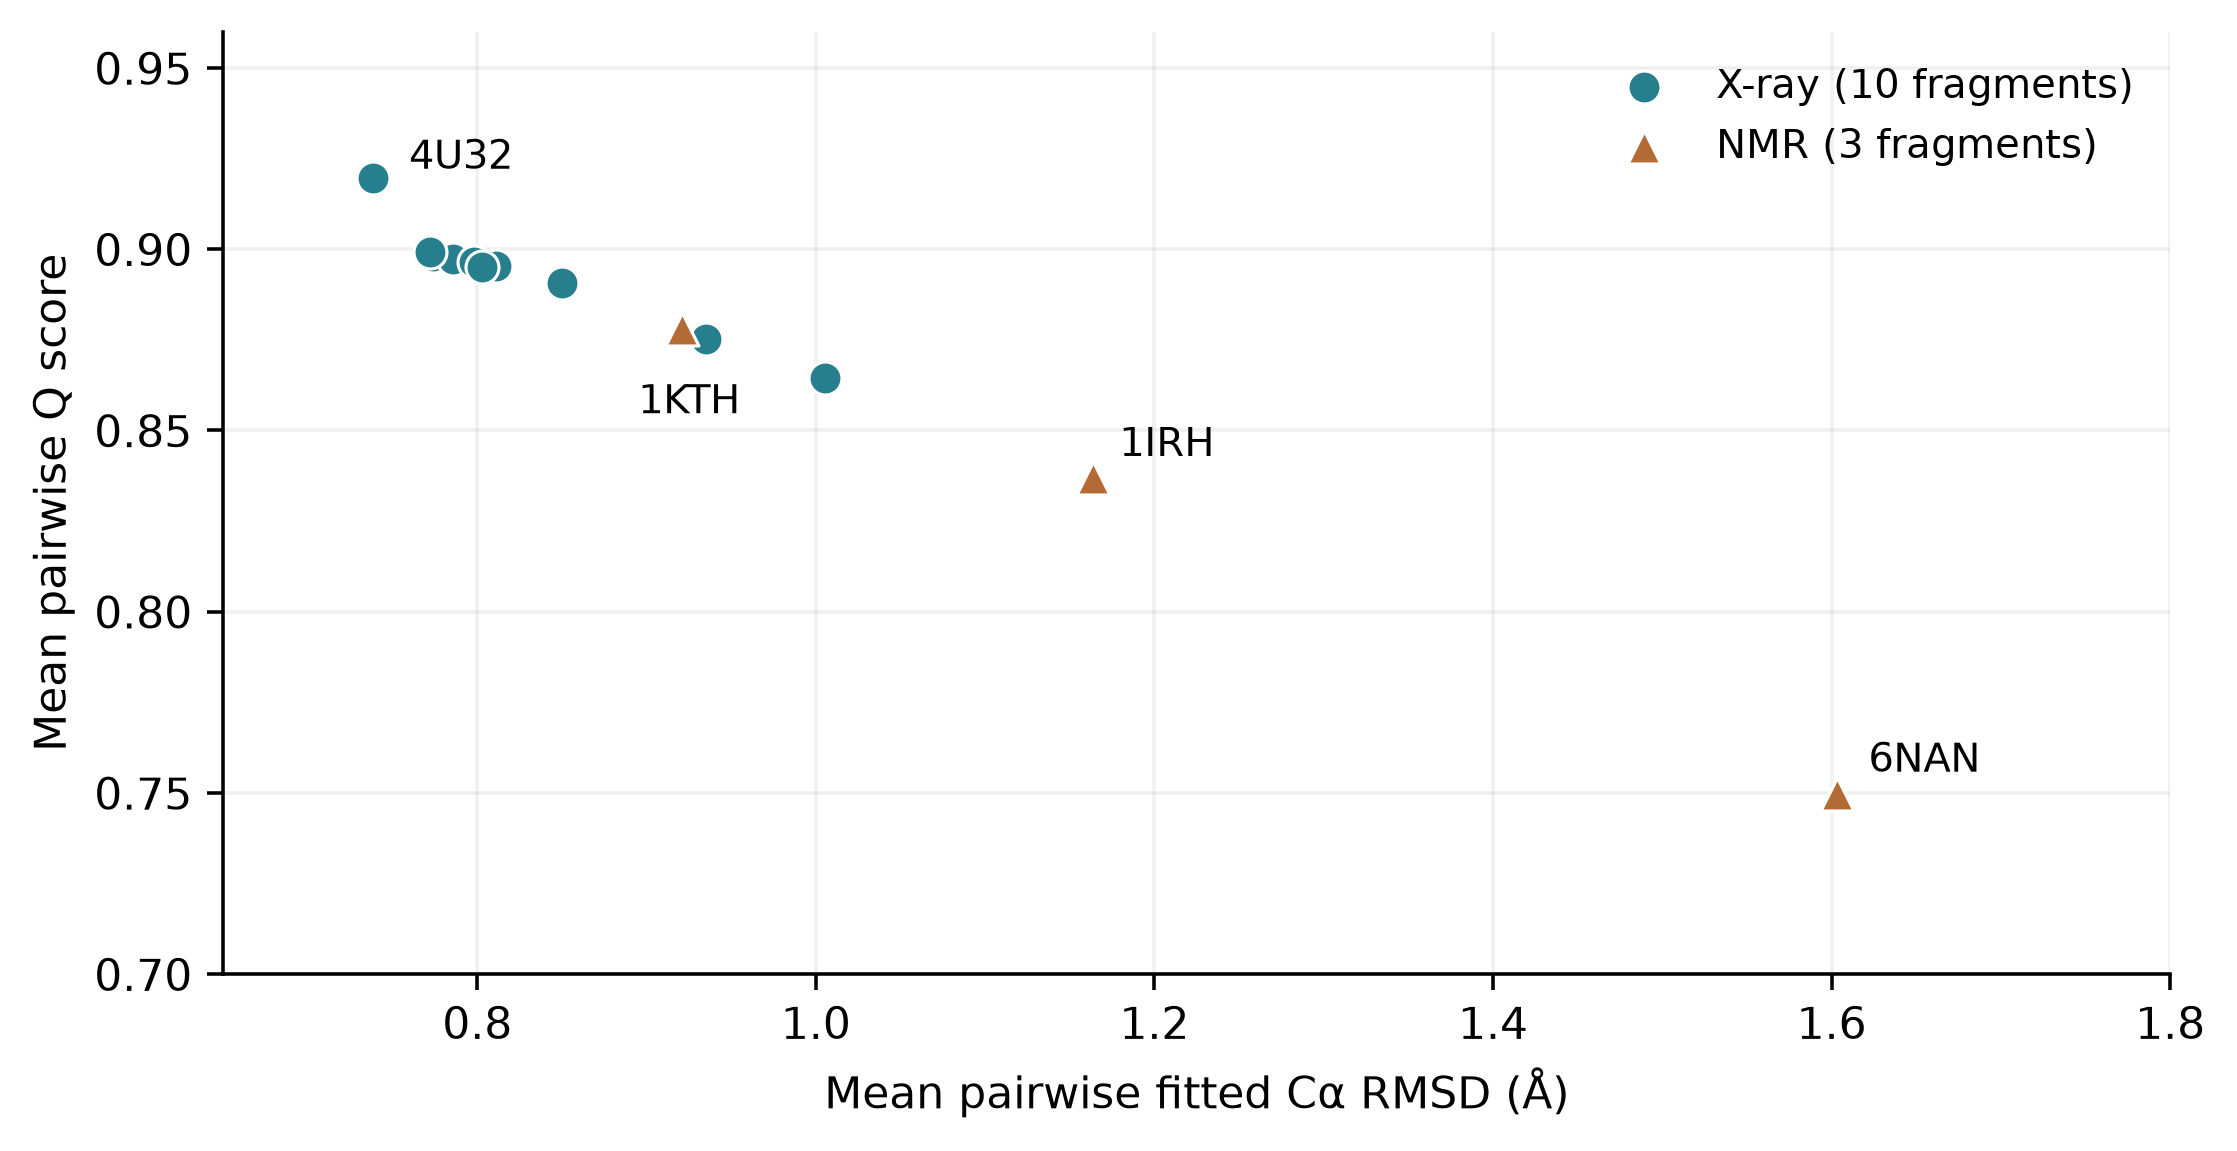 0.95
0.90
0.85
0.80
0.75
0.70
Mean pairwise Q score
X-ray (10 fragments)
NMR (3 fragments)
4U32
1KTH
1IRH
6NAN
0.8 1.0 1.2 1.4 1.6 1.8
Mean pairwise fitted Cα RMSD (Å)